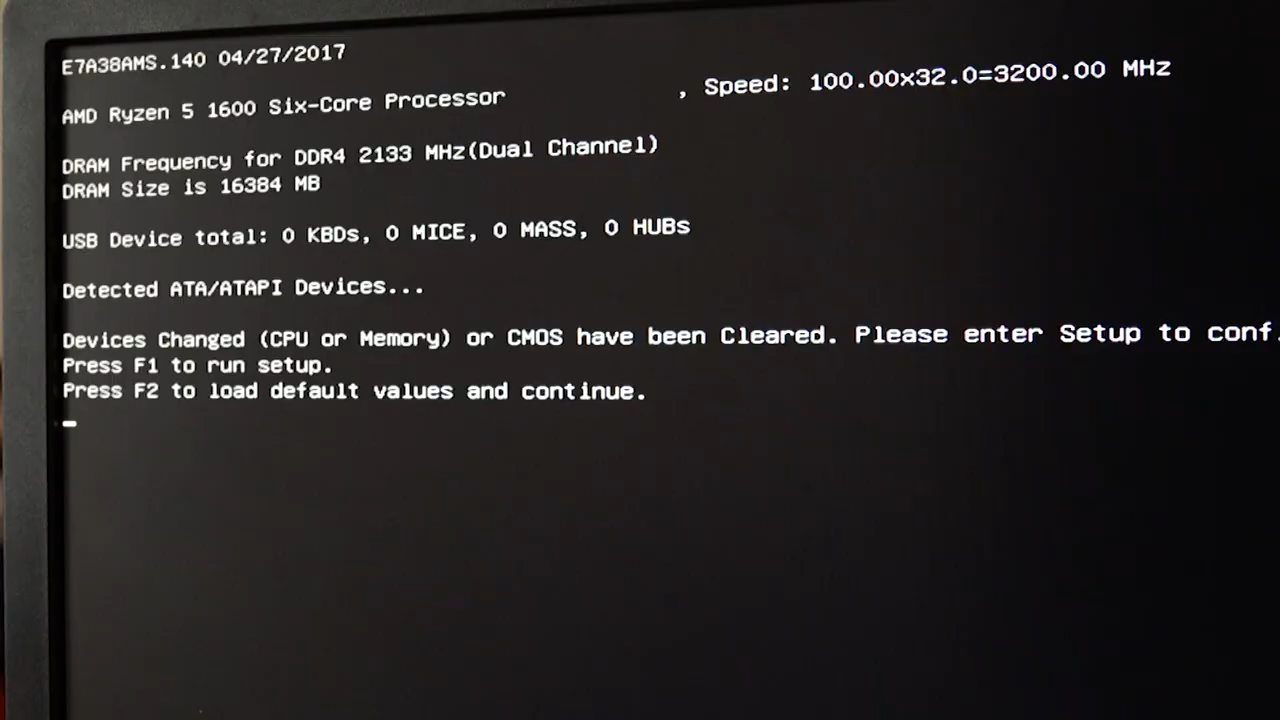 E7A38AMS.140 04/27/2017
AMD Ryzen 5 1600 Six-Core Processor , Speed: 100.00x32.0=3200.00 MHz
DRAM Frequency for DDR4 2133 MHz(Dual Channel)
DRAM Size is 16384 MB
USB Device total: 0 KBDs, 0 MICE, 0 MASS, 0 HUBs
Detected ATA/ATAPI Devices...
Devices Changed (CPU or Memory) or CMOS have been Cleared. Please enter Setup to conf
Press F1 to run setup.
Press F2 to load default values and continue.